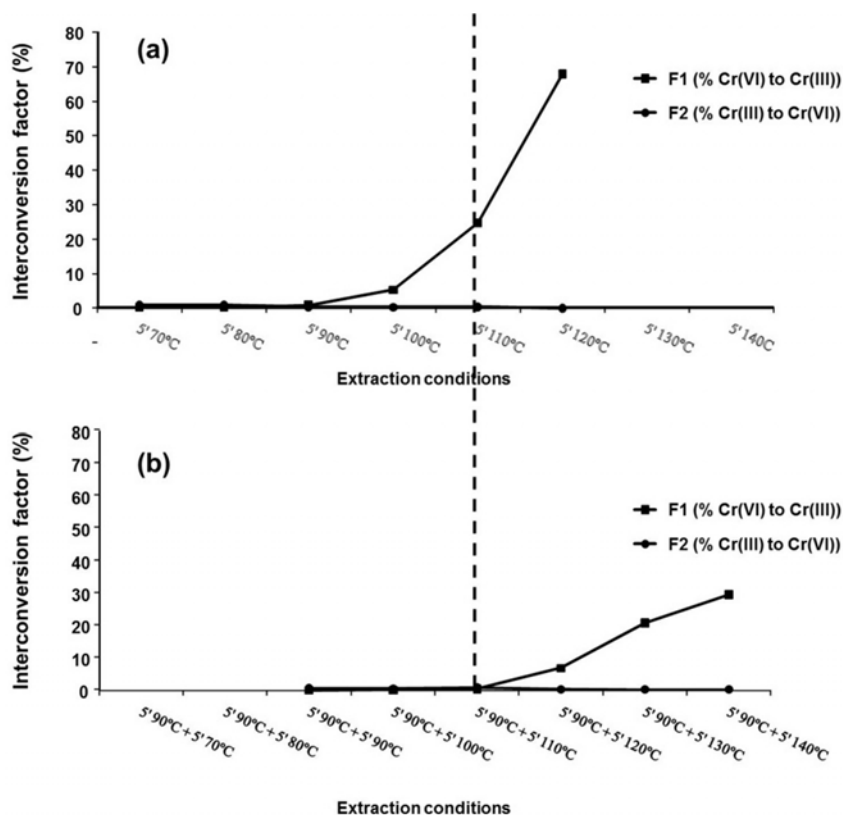 (a)
Interconversion factor (%)
80
70
60
50
40
30
20
10
0
-
F1 (% Cr(VI) to Cr(III))
F2 (% Cr(III) to Cr(VI))
5'70ºC
5'80ºC
5'90ºC
5'100ºC
5'110ºC
5'120ºC
5'130ºC
5'140C
Extraction conditions
(b)
Interconversion factor (%)
80
70
60
50
40
30
20
10
0
F1 (% Cr(VI) to Cr(III))
F2 (% Cr(III) to Cr(VI))
5'90ºC+5'70ºC
5'90ºC+5'80ºC
5'90ºC+5'90ºC
5'90ºC+5'100ºC
5'90ºC+5'110ºC
5'90ºC+5'120ºC
5'90ºC+5'130ºC
5'90ºC+5'140ºC
Extraction conditions